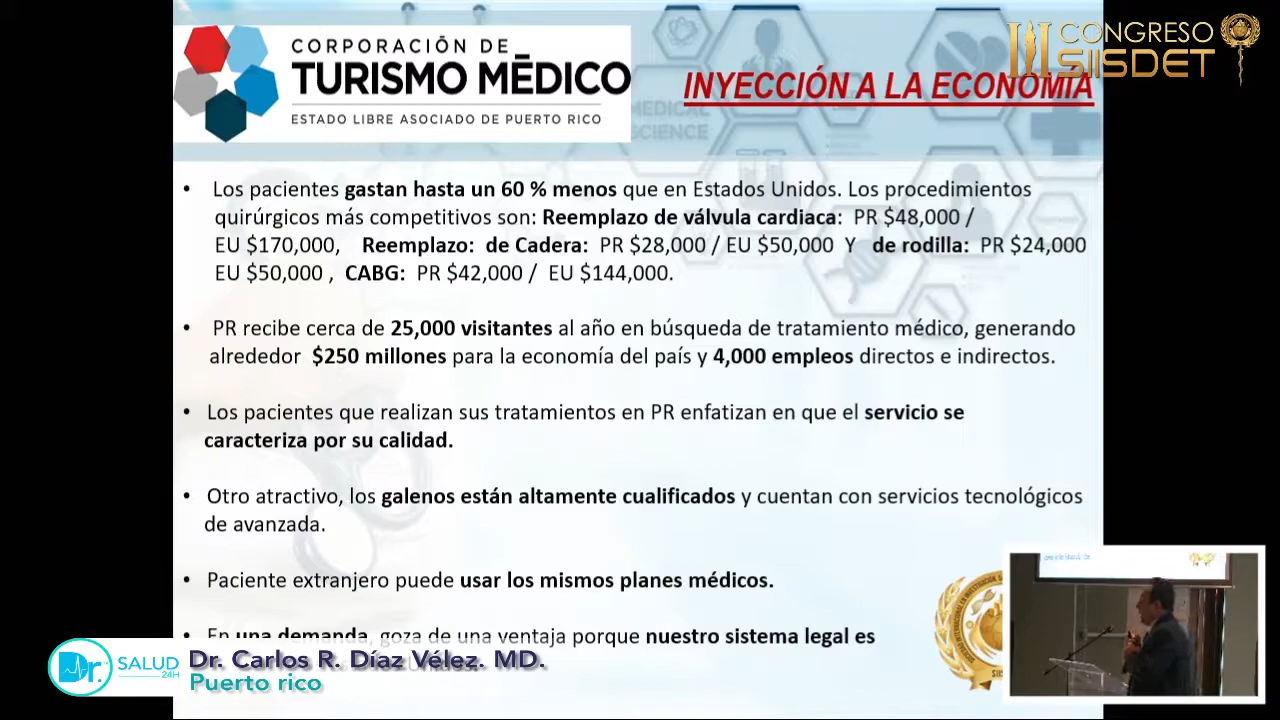 CORPORACIÓN DE
TURISMO MÉDICO
ESTADO LIBRE ASOCIADO DE PUERTO RICO
INYECCIÓN A LA ECONOMÍA
III CONGRESO
SIISDET
MEDICAL
SCIENCE
• Los pacientes gastan hasta un 60 % menos que en Estados Unidos. Los procedimientos
quirúrgicos más competitivos son: Reemplazo de válvula cardiaca: PR $48,000 /
EU $170,000, Reemplazo: de Cadera: PR $28,000 / EU $50,000 Y de rodilla: PR $24,000
EU $50,000 , CABG: PR $42,000 / EU $144,000.
• PR recibe cerca de 25,000 visitantes al año en búsqueda de tratamiento médico, generando
alrededor $250 millones para la economía del país y 4,000 empleos directos e indirectos.
• Los pacientes que realizan sus tratamientos en PR enfatizan en que el servicio se
caracteriza por su calidad.
• Otro atractivo, los galenos están altamente cualificados y cuentan con servicios tecnológicos
de avanzada.
• Paciente extranjero puede usar los mismos planes médicos.
• En una demanda, goza de una ventaja porque nuestro sistema legal es
Dr.
SALUD
24H
Dr. Carlos R. Díaz Vélez. MD.
Puerto rico